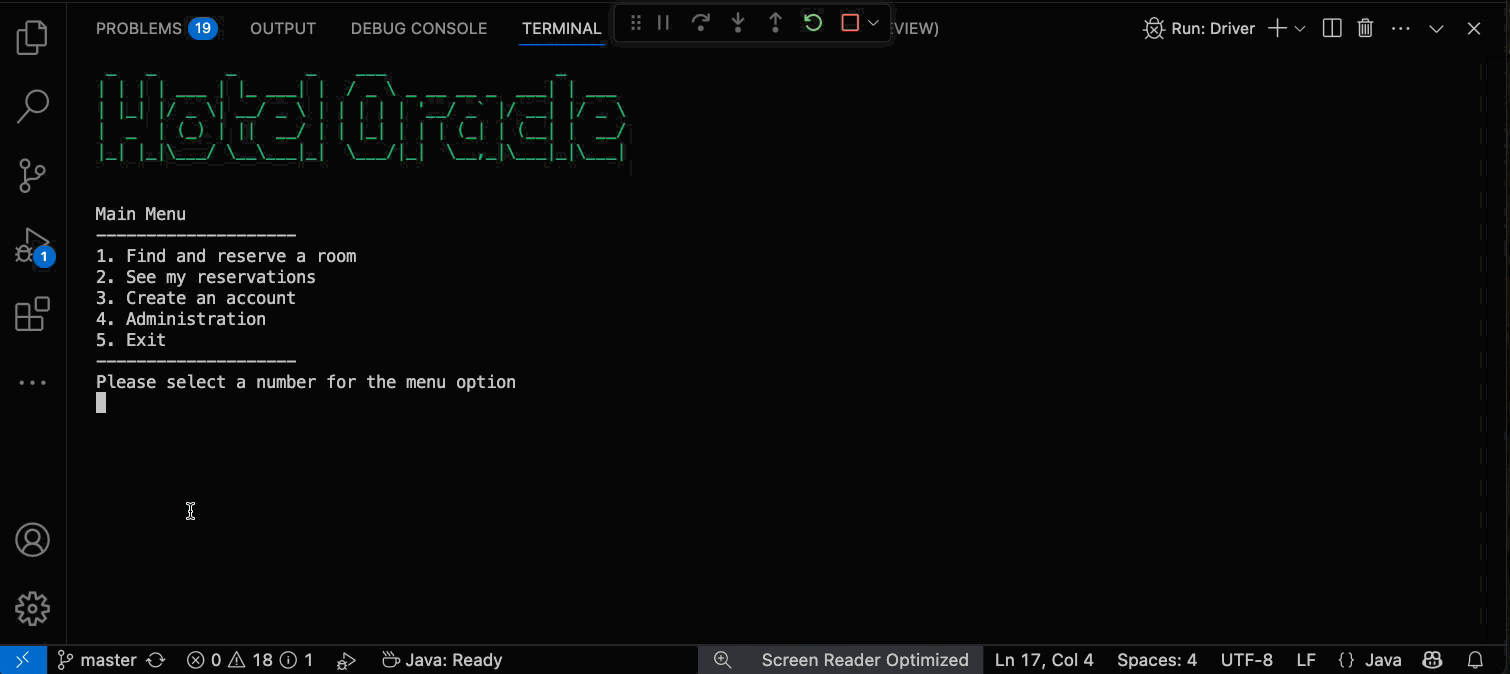 PROBLEMS 19 OUTPUT DEBUG CONSOLE TERMINAL EVIEW) Run: Driver
Hotel Oracle
Main Menu
--------------------
1. Find and reserve a room
2. See my reservations
3. Create an account
4. Administration
5. Exit
--------------------
Please select a number for the menu option
1
master 0 18 1 Java: Ready Screen Reader Optimized Ln 17, Col 4 Spaces: 4 UTF-8 LF {} Java